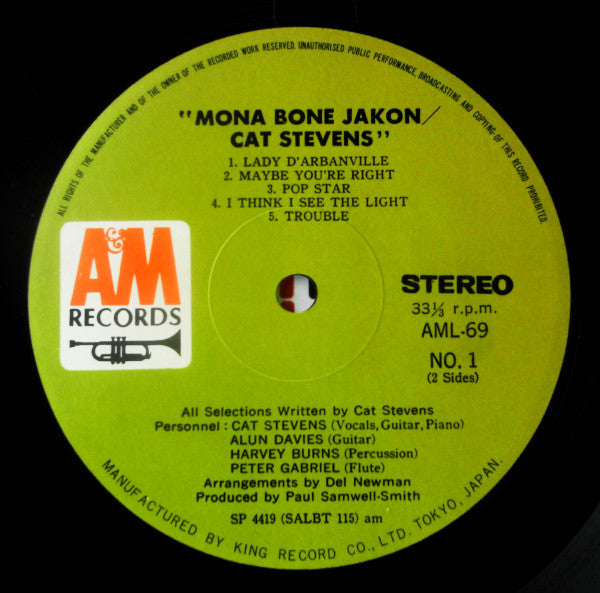 ALL RIGHTS OF THE MANUFACTURER AND OF THE OWNER OF THE RECORDED WORK RESERVED. UNAUTHORISED PUBLIC PERFORMANCE, BROADCASTING AND COPYING OF THIS RECORD PROHIBITED.
"MONA BONE JAKON/
CAT STEVENS"
1. LADY D'ARBANVILLE
2. MAYBE YOU'RE RIGHT
3. POP STAR
4. I THINK I SEE THE LIGHT
5. TROUBLE
A&M
RECORDS
STEREO
33⅓ r.p.m.
AML-69
NO. 1
(2 Sides)
All Selections Written by Cat Stevens
Personnel : CAT STEVENS (Vocals, Guitar, Piano)
ALUN DAVIES (Guitar)
HARVEY BURNS (Percussion)
PETER GABRIEL (Flute)
Arrangements by Del Newman
Produced by Paul Samwell-Smith
SP 4419 (SALBT 115) am
MANUFACTURED BY KING RECORD CO., LTD. TOKYO, JAPAN.